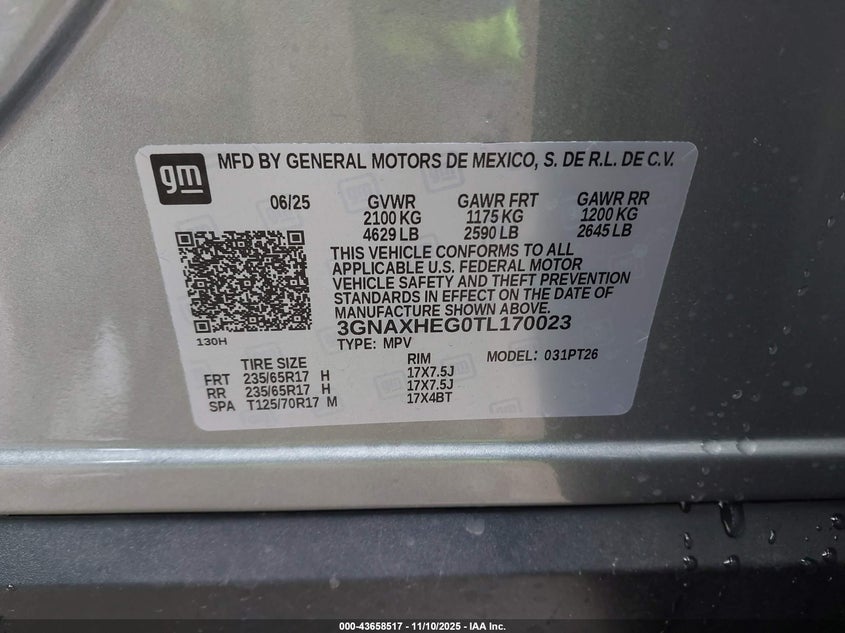 gm
MFD BY GENERAL MOTORS DE MEXICO, S. DE R.L. DE C.V.
06/25 GVWR GAWR FRT GAWR RR
2100 KG 1175 KG 1200 KG
4629 LB 2590 LB 2645 LB
THIS VEHICLE CONFORMS TO ALL
APPLICABLE U.S. FEDERAL MOTOR
VEHICLE SAFETY AND THEFT PREVENTION
STANDARDS IN EFFECT ON THE DATE OF
MANUFACTURE SHOWN ABOVE.
3GNAXHEG0TL170023
130H
TYPE: MPV
TIRE SIZE RIM MODEL: 031PT26
FRT 235/65R17 H 17X7.5J
RR 235/65R17 H 17X7.5J
SPA T125/70R17 M 17X4BT
000-43658517 - 11/10/2025 - IAA Inc.